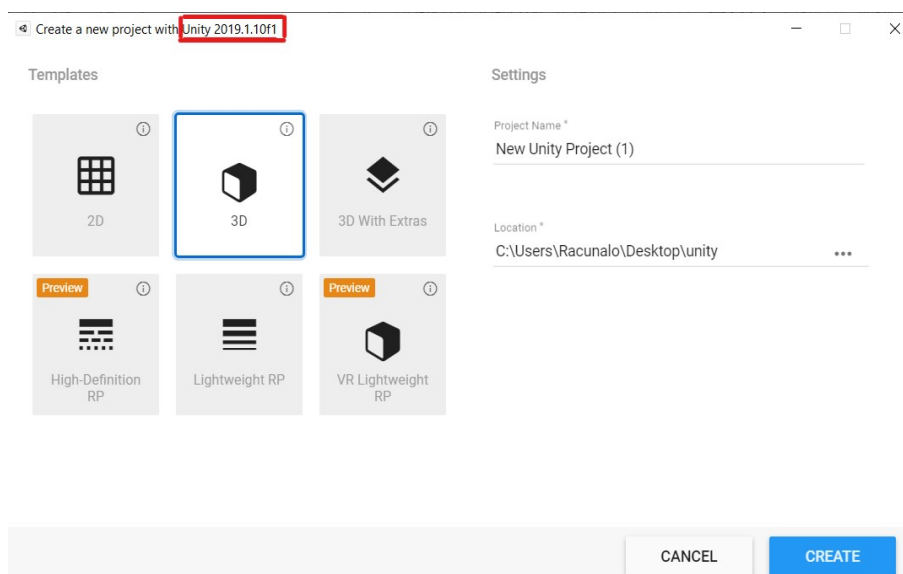 Create a new project with Unity 2019.1.10f1
Templates
Settings
2D
3D
3D With Extras
Preview
High-Definition
RP
Lightweight RP
Preview
VR Lightweight
RP
Project Name *
New Unity Project (1)
Location *
C:\Users\Racunalo\Desktop\unity
CANCEL
CREATE